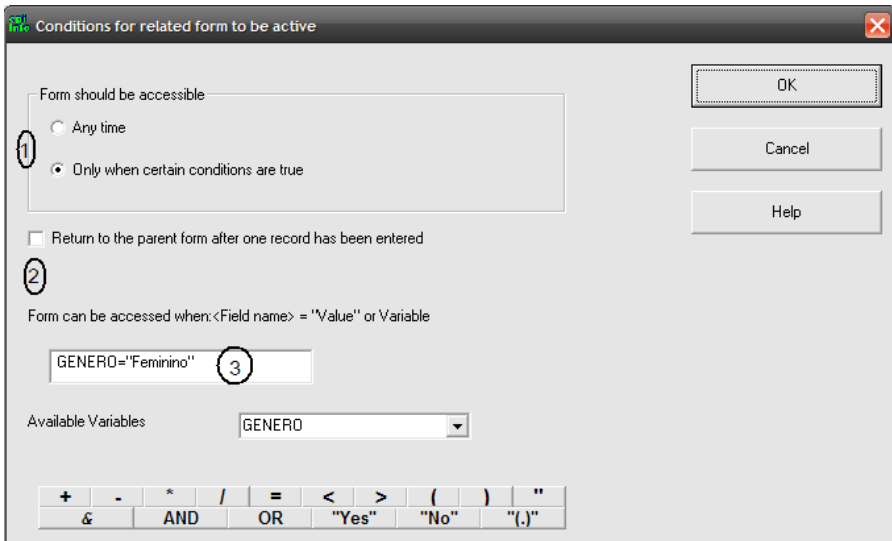 Conditions for related form to be active
Form should be accessible
OK
Any time
1
Cancel
Only when certain conditions are true
Help
Return to the parent form after one record has been entered
2
Form can be accessed when:<Field name> = "Value" or Variable
GENERO="Feminino" 3
Available Variables GENERO
+ - * / = < > ( ) "
& AND OR "Yes" "No" "(.)"